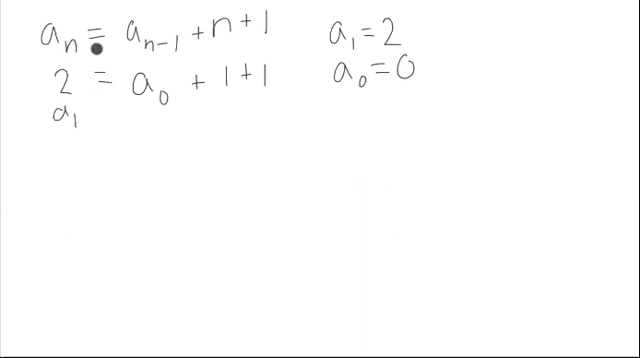 aₙ = aₙ₋₁ + n + 1 a₁ = 2
2 = a₀ + 1 + 1 a₀ = 0
a₁